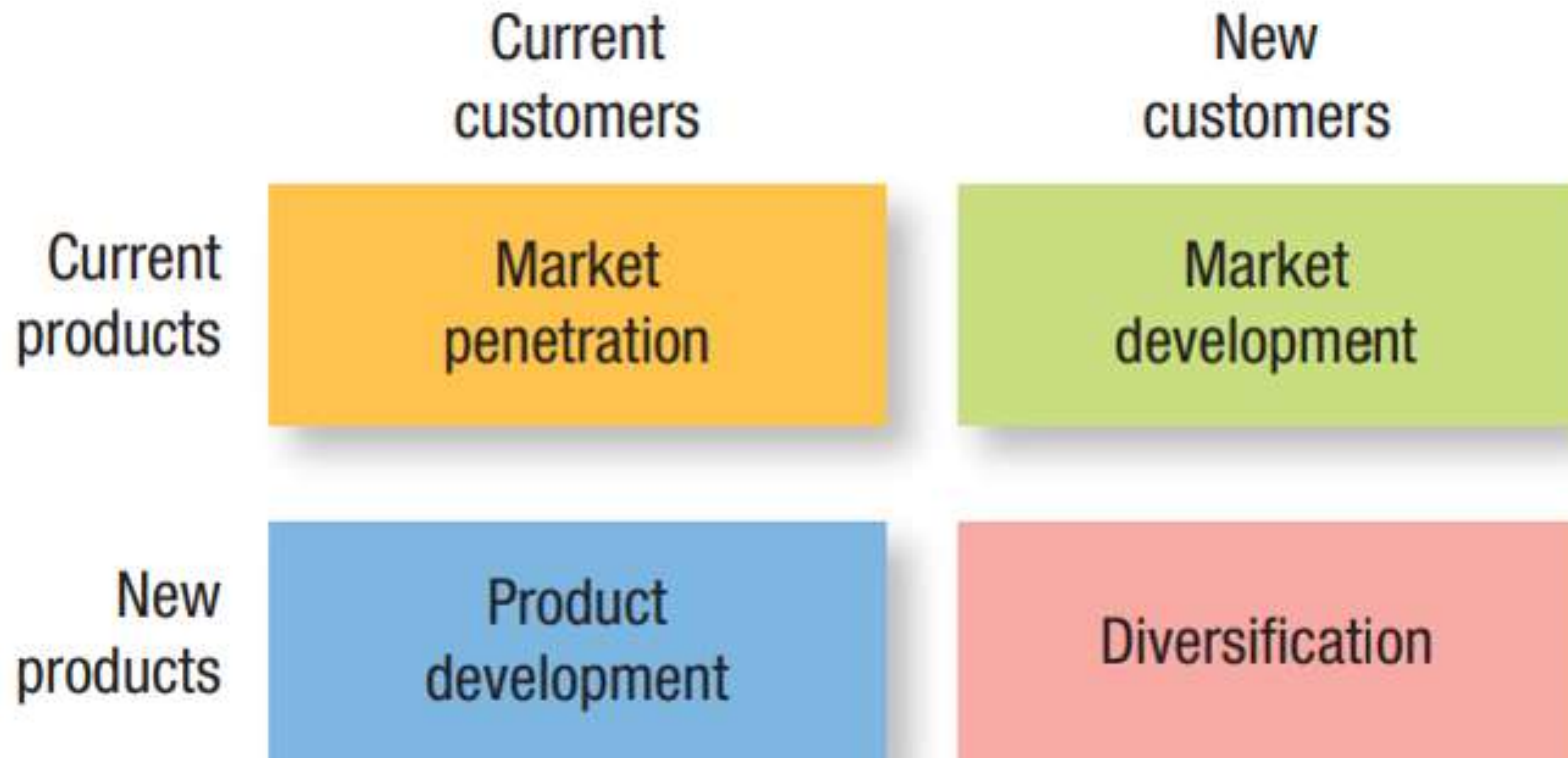 Current
customers
New
customers
Current
products
Market
penetration
Market
development
New
products
Product
development
Diversification